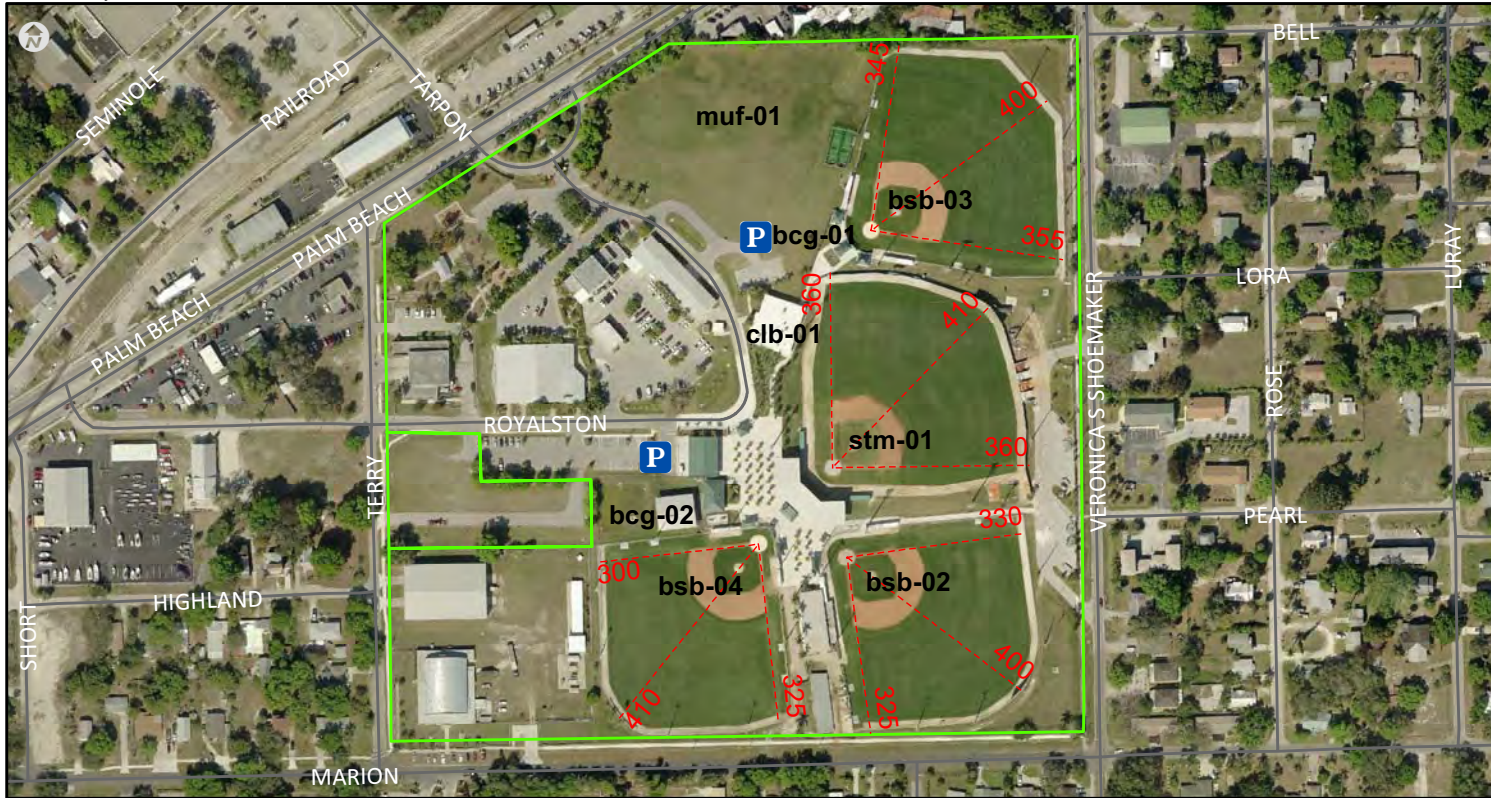 N
BELL
SEMINOLE
RAILROAD
TARPON
345
400
muf-01
bsb-03
PALM BEACH
P
bcg-01
355
LORA
LURAY
360
410
clb-01
PALM BEACH
VERONICA S SHOEMAKER
ROSE
ROYALSTON
stm-01
360
P
TERRY
bcg-02
330
PEARL
300
bsb-04
bsb-02
HIGHLAND
SHORT
400
410
325
325
MARION